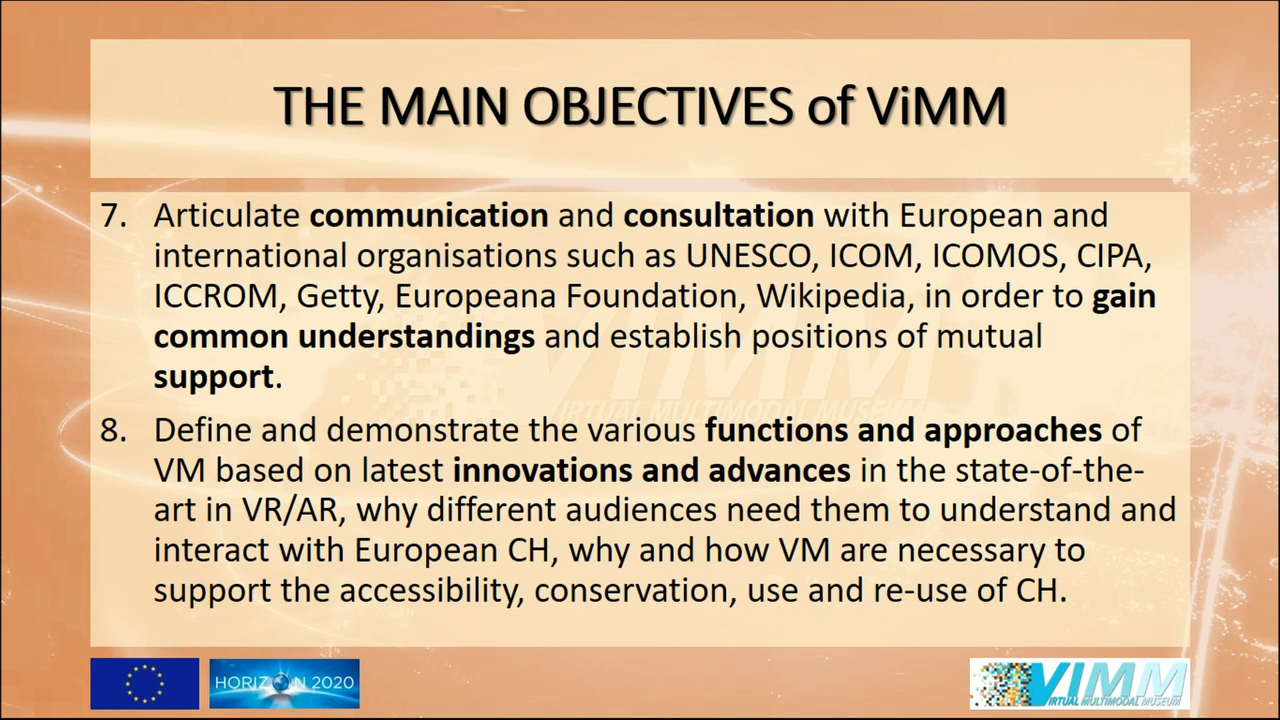 THE MAIN OBJECTIVES of ViMM
7. Articulate communication and consultation with European and
international organisations such as UNESCO, ICOM, ICOMOS, CIPA,
ICCROM, Getty, Europeana Foundation, Wikipedia, in order to gain
common understandings and establish positions of mutual
support.
8. Define and demonstrate the various functions and approaches of
VM based on latest innovations and advances in the state-of-the-
art in VR/AR, why different audiences need them to understand and
interact with European CH, why and how VM are necessary to
support the accessibility, conservation, use and re-use of CH.
VIMM
VIRTUAL MULTIMODAL MUSEUM
HORIZON 2020
VIMM
VIRTUAL MULTIMODAL MUSEUM